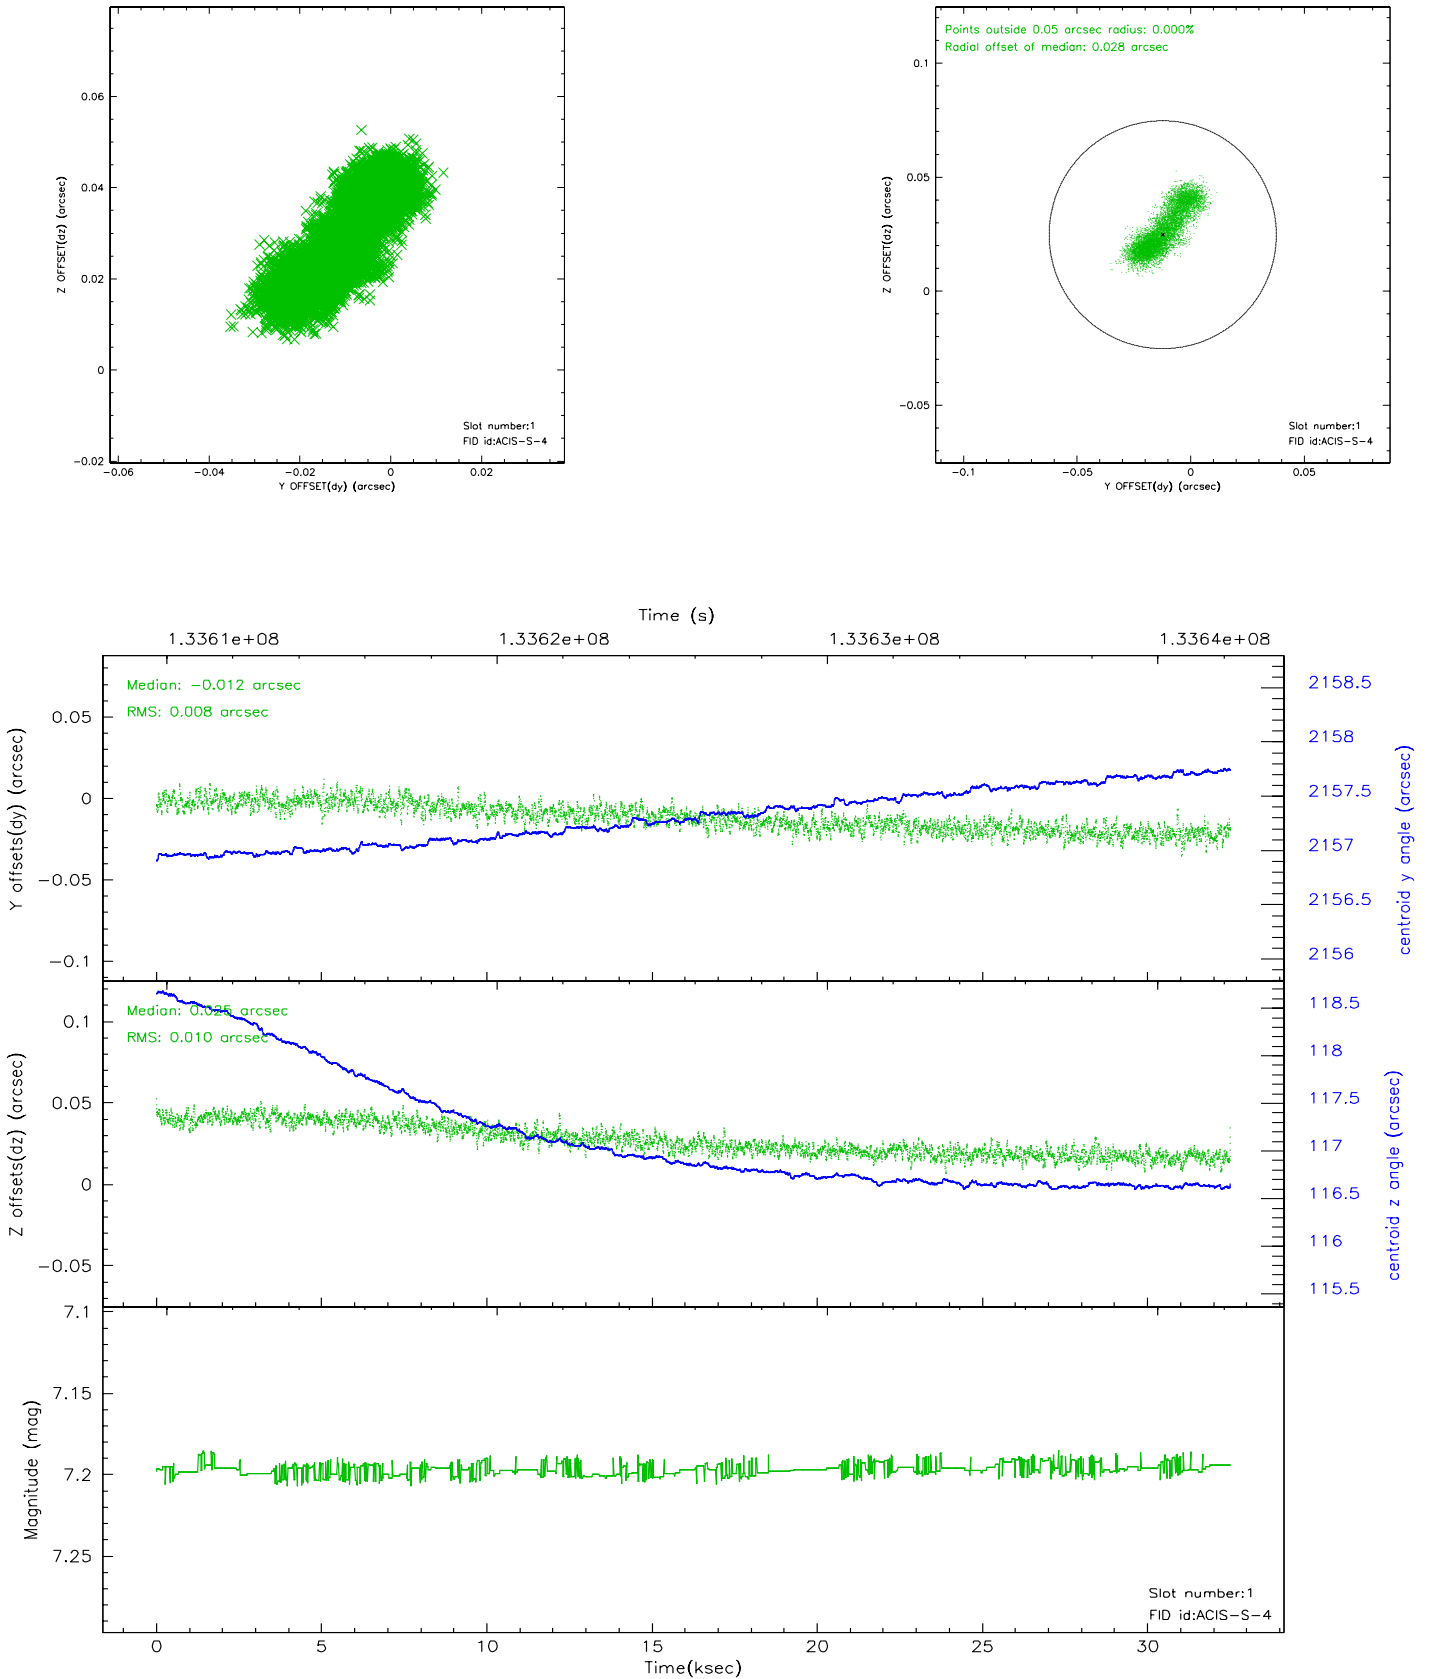 0.06
0.04
0.02
0
-0.02
Z OFFSET(dz) (arcsec)
Slot number:1
FID id:ACIS-S-4
-0.06 -0.04 -0.02 0 0.02
Y OFFSET(dy) (arcsec)
Points outside 0.05 arcsec radius: 0.000%
Radial offset of median: 0.028 arcsec
0.1
0.05
0
-0.05
Z OFFSET(dz) (arcsec)
Slot number:1
FID id:ACIS-S-4
-0.1 -0.05 0 0.05
Y OFFSET(dy) (arcsec)
Time (s)
1.3361e+08 1.3362e+08 1.3363e+08 1.3364e+08
Median: -0.012 arcsec
RMS: 0.008 arcsec
0.05
0
-0.05
-0.1
Y offsets(dy) (arcsec)
2158.5
2158
2157.5
2157
2156.5
2156
centroid y angle (arcsec)
Median: 0.025 arcsec
RMS: 0.010 arcsec
0.1
0.05
0
-0.05
Z offsets(dz) (arcsec)
118.5
118
117.5
117
116.5
116
115.5
centroid z angle (arcsec)
7.1
7.15
7.2
7.25
Magnitude (mag)
Slot number:1
FID id:ACIS-S-4
0 5 10 15 20 25 30
Time(ksec)